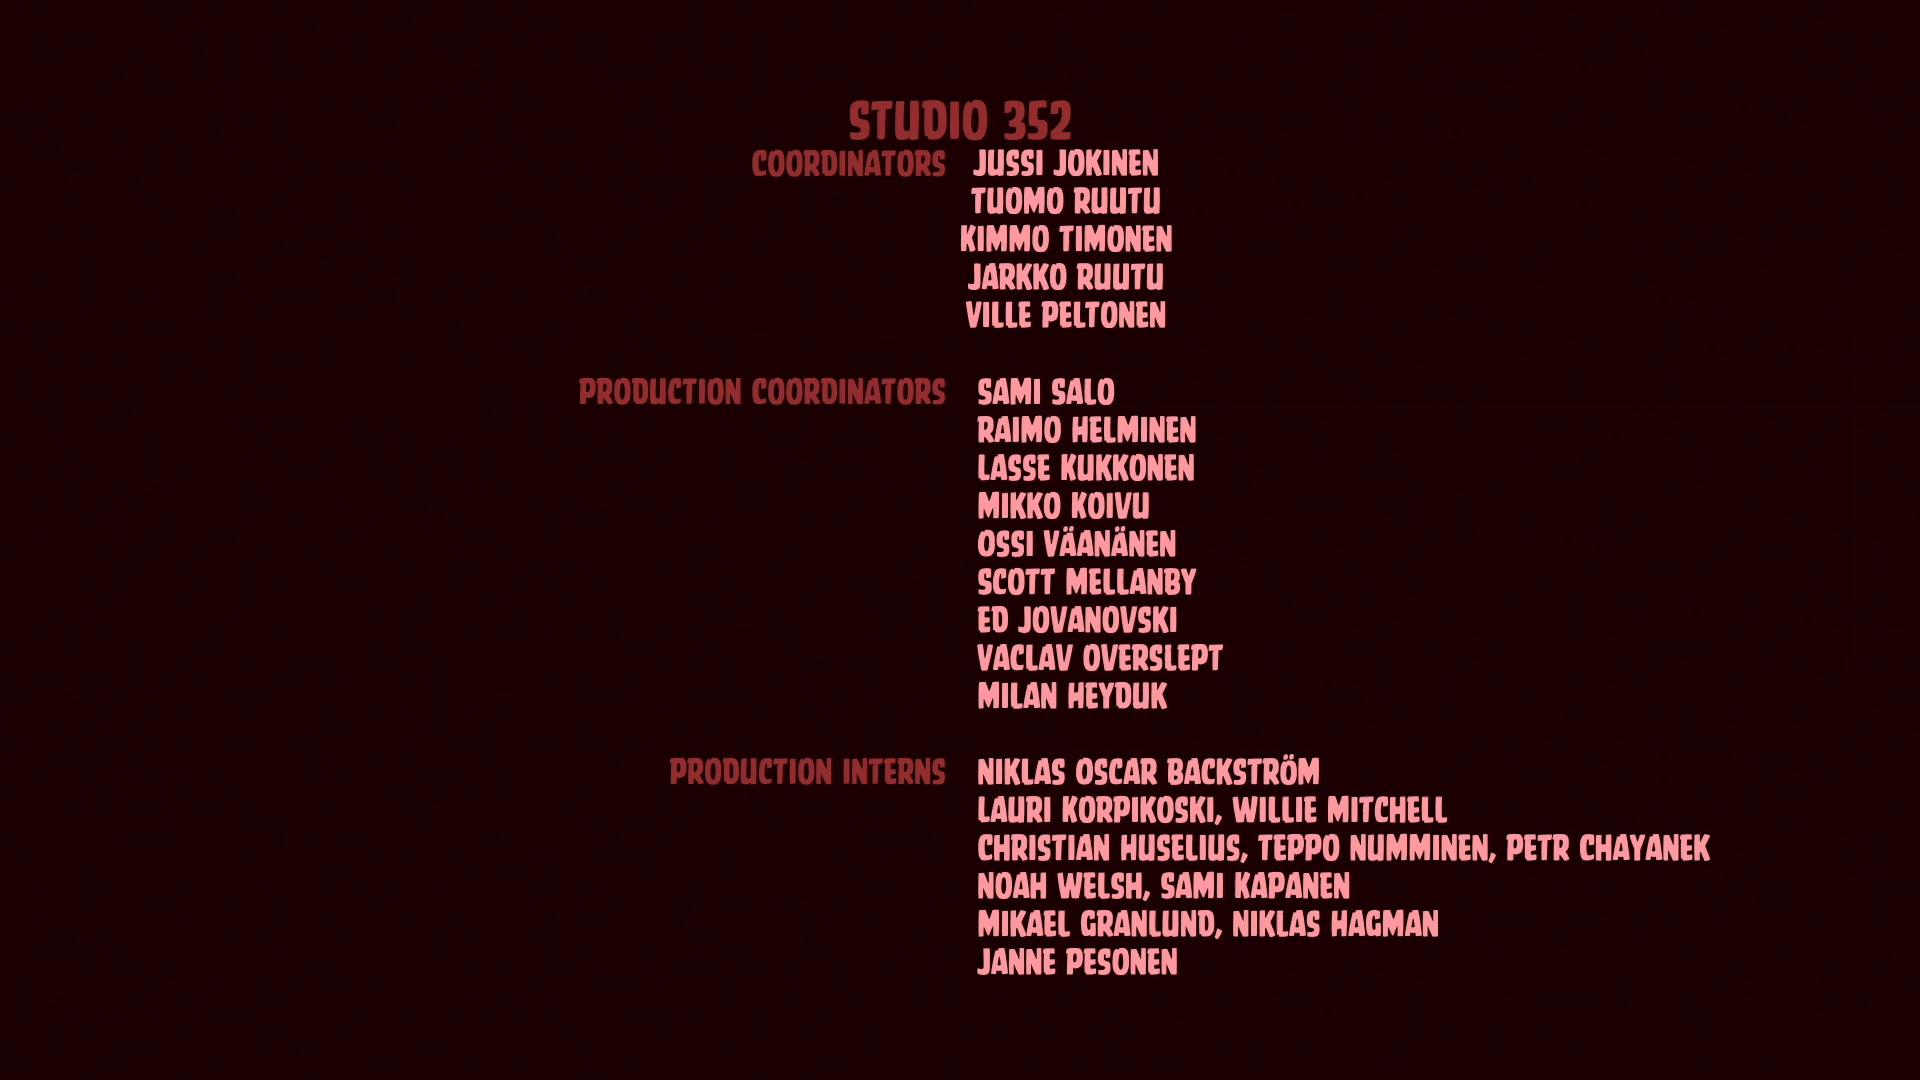 STUDIO 352
COORDINATORS JUSSI JOKINEN
TUOMO RUUTU
KIMMO TIMONEN
JARKKO RUUTU
VILLE PELTONEN
PRODUCTION COORDINATORS SAMI SALO
RAIMO HELMINEN
LASSE KUKKONEN
MIKKO KOIVU
OSSI VÄANÄNEN
SCOTT MELLANBY
ED JOVANOVSKI
VACLAV OVERSLEPT
MILAN HEYDUK
PRODUCTION INTERNS NIKLAS OSCAR BACKSTRÖM
LAURI KORPIKOSKI, WILLIE MITCHELL
CHRISTIAN HUSELIUS, TEPPO NUMMINEN, PETR CHAYANEK
NOAH WELSH, SAMI KAPANEN
MIKAEL GRANLUND, NIKLAS HAGMAN
JANNE PESONEN